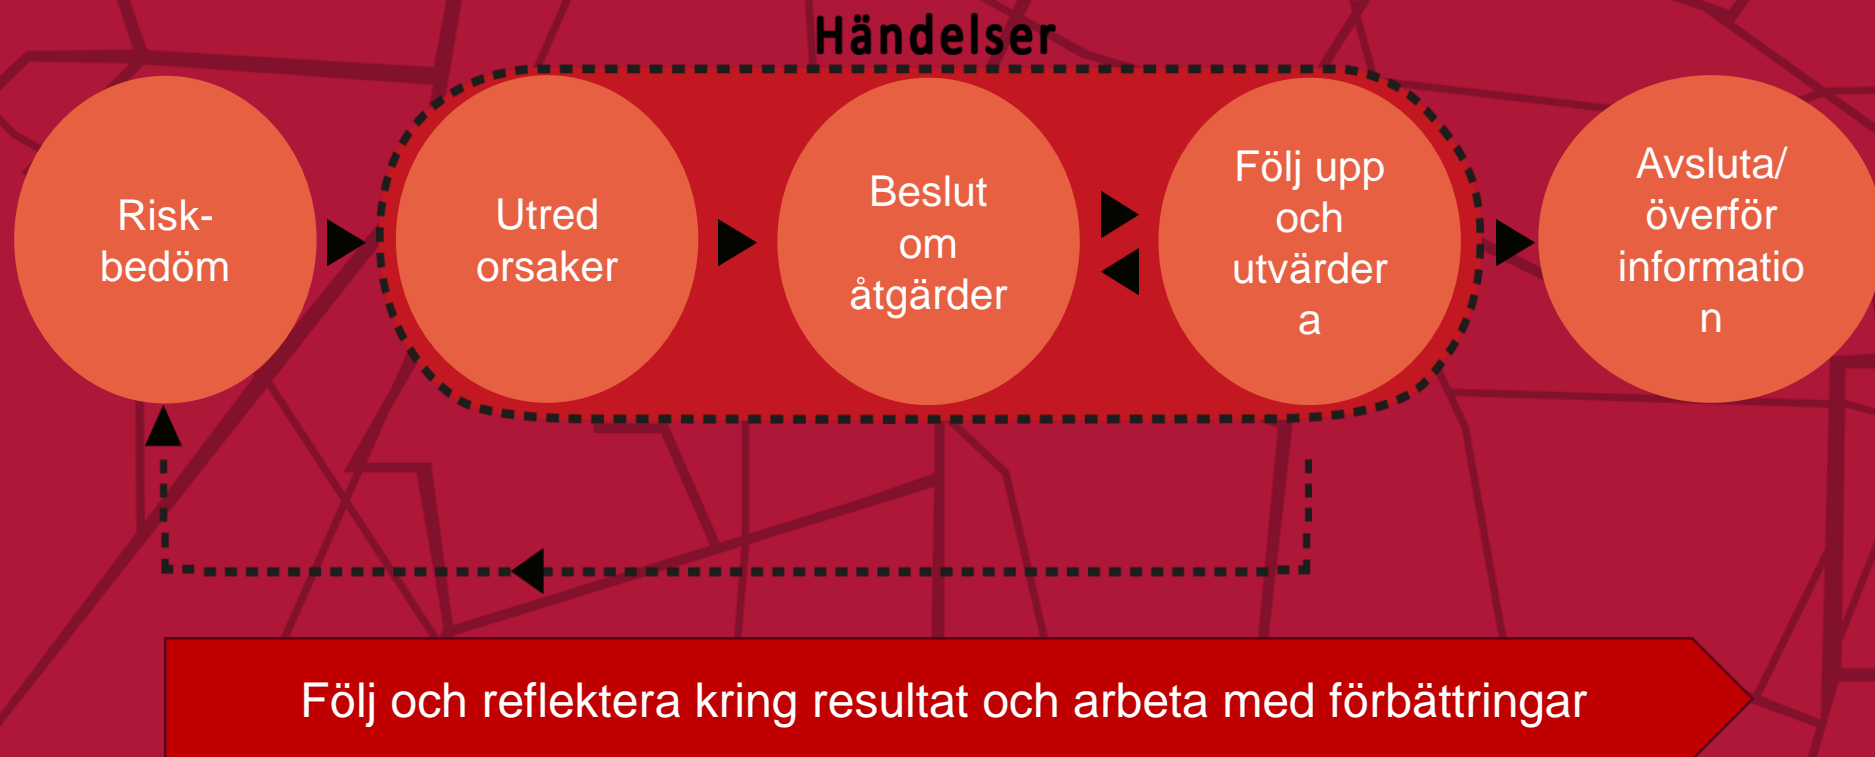 Händelser
Risk-
bedöm
Utred
orsaker
Beslut
om
åtgärder
Följ upp
och
utvärder
a
Avsluta/
överför
informatio
n
Följ och reflektera kring resultat och arbeta med förbättringar